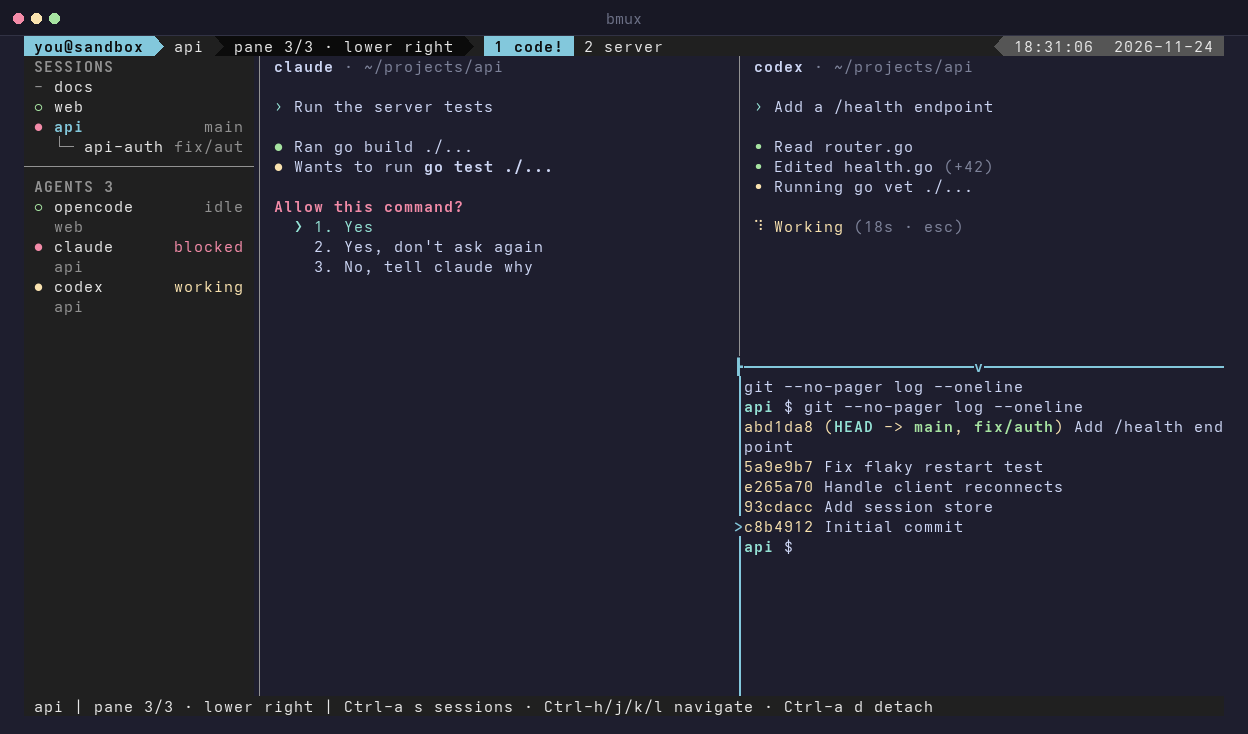 bmux
you@sandbox api pane 3/3 · lower right 1 code! 2 server 18:31:06 2026-11-24
SESSIONS
– docs
○ web
● api main
└─ api-auth fix/aut
AGENTS 3
○ opencode idle
web
● claude blocked
api
● codex working
api
claude · ~/projects/api
› Run the server tests
● Ran go build ./...
● Wants to run go test ./...
Allow this command?
❯ 1. Yes
2. Yes, don't ask again
3. No, tell claude why
codex · ~/projects/api
› Add a /health endpoint
• Read router.go
• Edited health.go (+42)
• Running go vet ./...
⠹ Working (18s · esc)
v
git --no-pager log --oneline
api $ git --no-pager log --oneline
abd1da8 (HEAD -> main, fix/auth) Add /health end
point
5a9e9b7 Fix flaky restart test
e265a70 Handle client reconnects
93cdacc Add session store
>c8b4912 Initial commit
api $
api | pane 3/3 · lower right | Ctrl-a s sessions · Ctrl-h/j/k/l navigate · Ctrl-a d detach